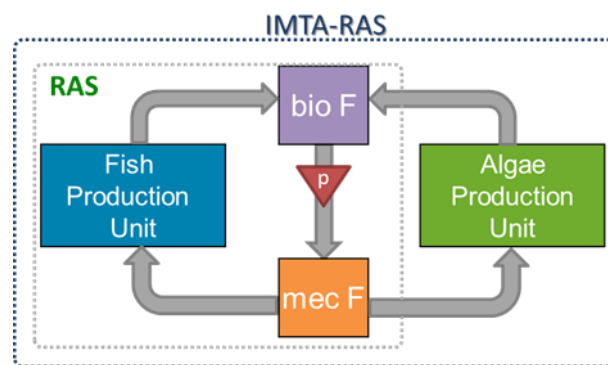 IMTA-RAS
RAS
bio F
p
Fish
Production
Unit
Algae
Production
Unit
mec F